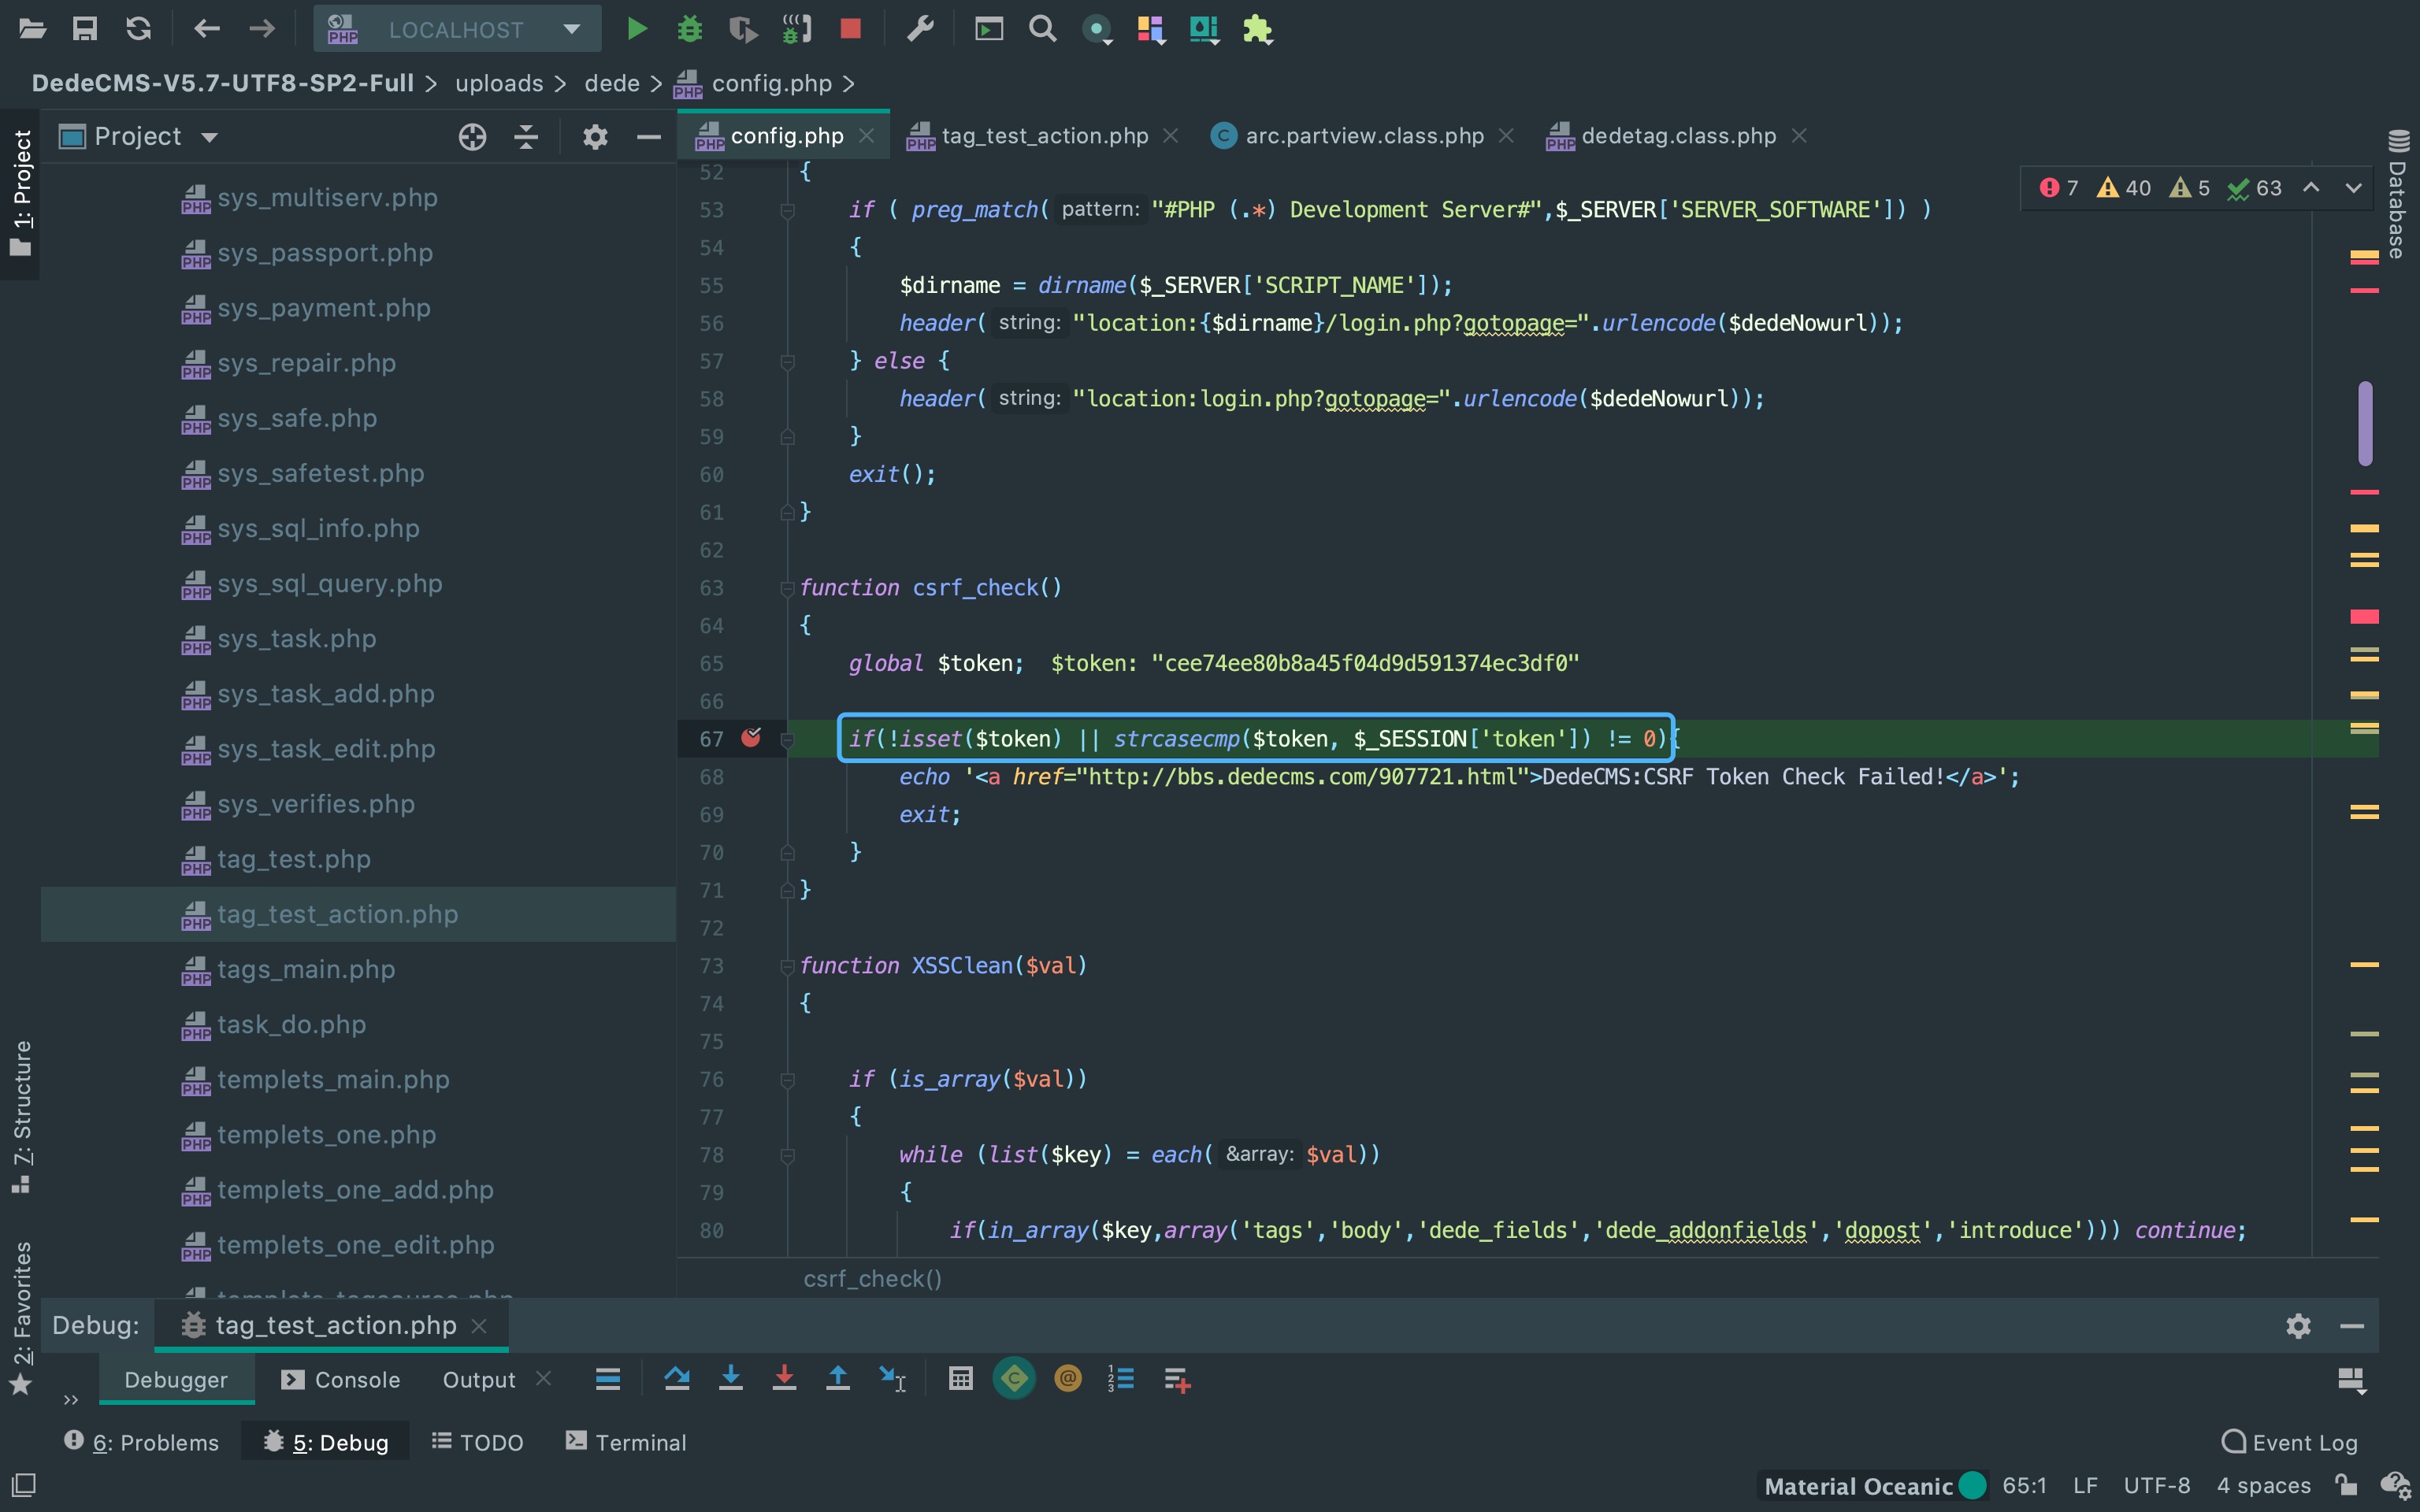 LOCALHOST
DedeCMS-V5.7-UTF8-SP2-Full > uploads > dede > config.php >
1: Project
Project
config.php
tag_test_action.php
arc.partview.class.php
dedetag.class.php
Database
7 40 5 63
sys_multiserv.php
sys_passport.php
sys_payment.php
sys_repair.php
sys_safe.php
sys_safetest.php
sys_sql_info.php
sys_sql_query.php
sys_task.php
sys_task_add.php
sys_task_edit.php
sys_verifies.php
tag_test.php
tag_test_action.php
tags_main.php
task_do.php
templets_main.php
templets_one.php
templets_one_add.php
templets_one_edit.php
7: Structure
2: Favorites
52 {
53 if ( preg_match( pattern: "#PHP (.*) Development Server#",$_SERVER['SERVER_SOFTWARE']) )
54 {
55 $dirname = dirname($_SERVER['SCRIPT_NAME']);
56 header( string: "location:{$dirname}/login.php?gotopage=".urlencode($dedeNowurl));
57 } else {
58 header( string: "location:login.php?gotopage=".urlencode($dedeNowurl));
59 }
60 exit();
61 }
62
63 function csrf_check()
64 {
65 global $token; $token: "cee74ee80b8a45f04d9d591374ec3df0"
66
67 if(!isset($token) || strcasecmp($token, $_SESSION['token']) != 0){
68 echo '<a href="http://bbs.dedecms.com/907721.html">DedeCMS:CSRF Token Check Failed!</a>';
69 exit;
70 }
71 }
72
73 function XSSClean($val)
74 {
75
76 if (is_array($val))
77 {
78 while (list($key) = each( &array: $val))
79 {
80 if(in_array($key,array('tags','body','dede_fields','dede_addonfields','dopost','introduce'))) continue;
csrf_check()
Debug: tag_test_action.php
Debugger Console Output
6: Problems 5: Debug TODO Terminal Event Log
Material Oceanic 65:1 LF UTF-8 4 spaces